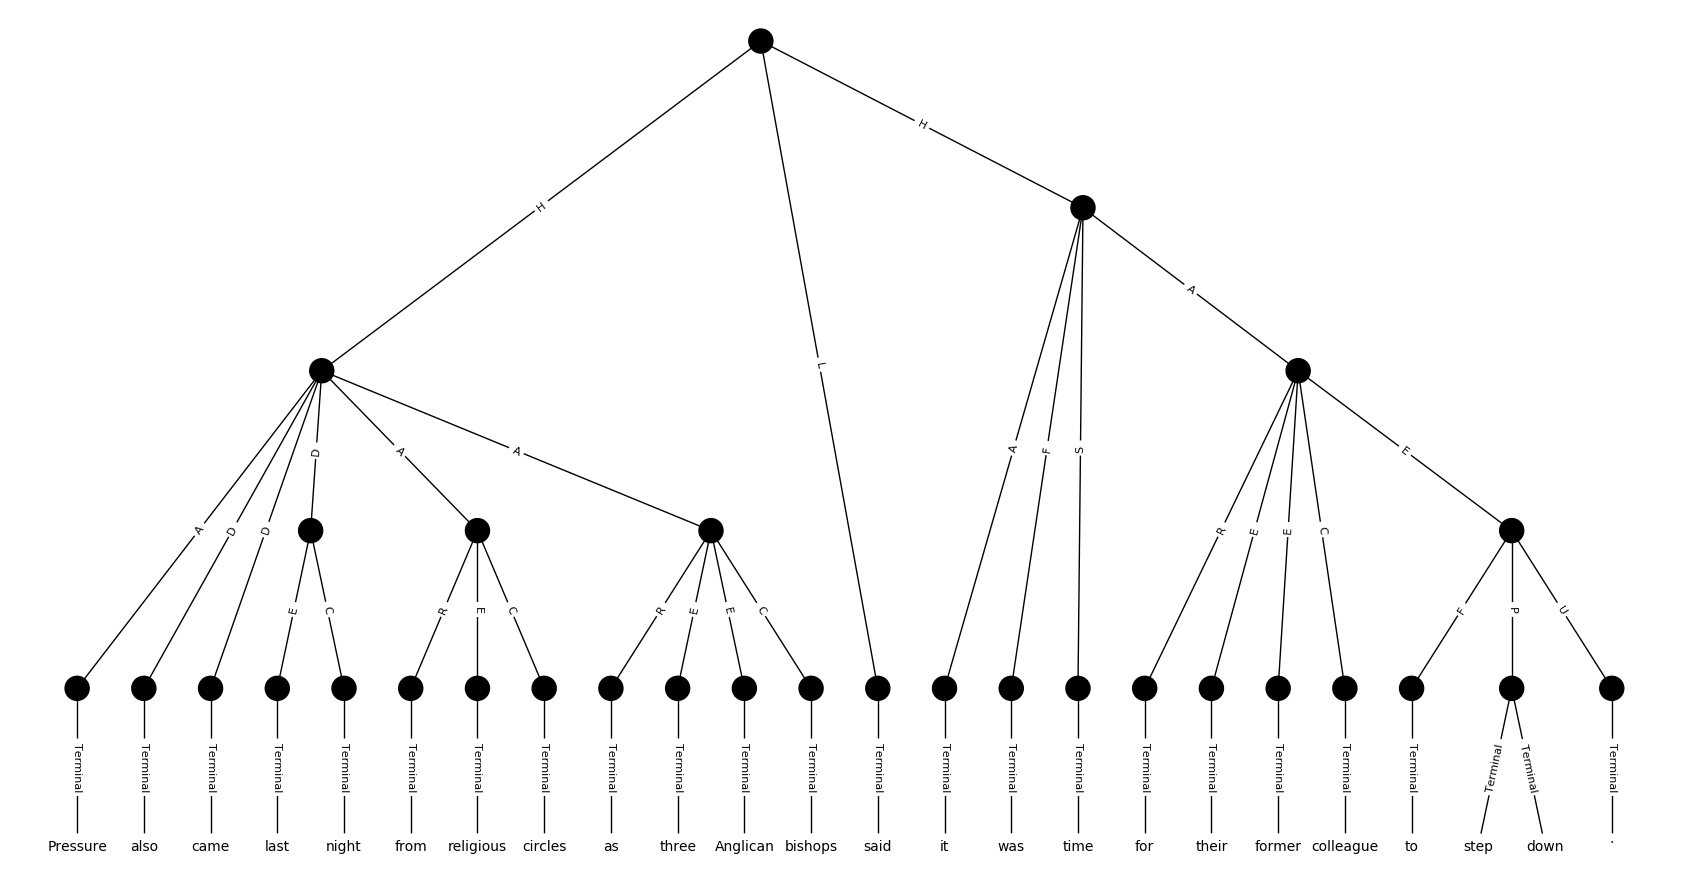 H
H
L
A
D
D
D
A
A
A
F
S
A
R
E
E
C
E
E
C
R
E
C
R
E
E
C
F
P
U
Terminal Terminal Terminal Terminal Terminal Terminal Terminal Terminal Terminal Terminal Terminal Terminal Terminal Terminal Terminal Terminal Terminal Terminal Terminal Terminal Terminal Terminal Terminal Terminal
Pressure also came last night from religious circles as three Anglican bishops said it was time for their former colleague to step down .